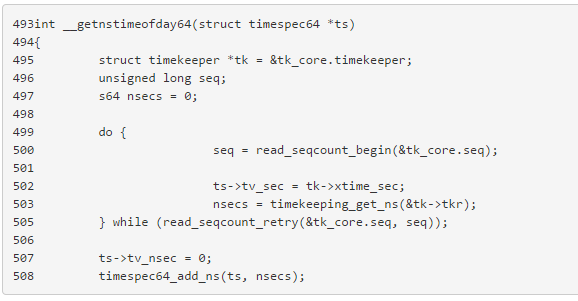 493int __getnstimeofday64(struct timespec64 *ts)
494{
495        struct timekeeper *tk = &tk_core.timekeeper;
496        unsigned long seq;
497        s64 nsecs = 0;
498
499        do {
500                        seq = read_seqcount_begin(&tk_core.seq);
501
502                        ts->tv_sec = tk->xtime_sec;
503                        nsecs = timekeeping_get_ns(&tk->tkr);
505        } while (read_seqcount_retry(&tk_core.seq, seq));
506
507        ts->tv_nsec = 0;
508        timespec64_add_ns(ts, nsecs);